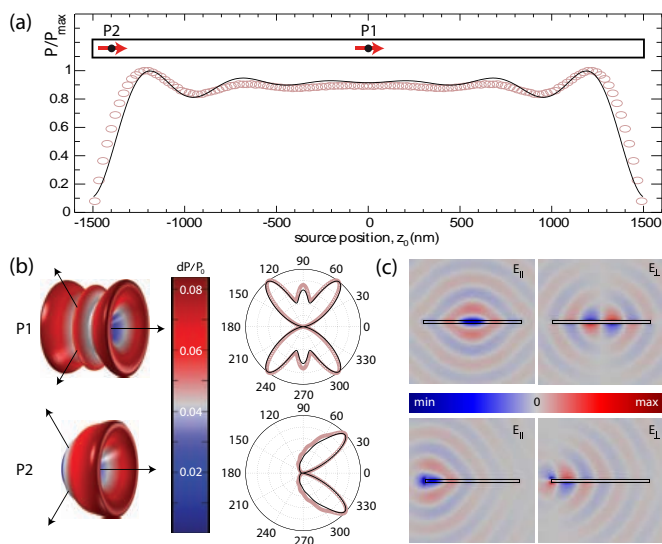 (a)
P/Pmax
P2
P1
1
0.8
0.6
0.4
0.2
0
-1500
-1000
-500
0
500
1000
1500
source position, z0(nm)
(b)
P1
P2
dP/P0
0.08
0.06
0.04
0.02
90
120
60
150
30
180
0
210
330
240
300
270
90
120
60
150
30
180
0
210
330
240
300
270
(c)
E||
E⊥
min
0
max
E||
E⊥